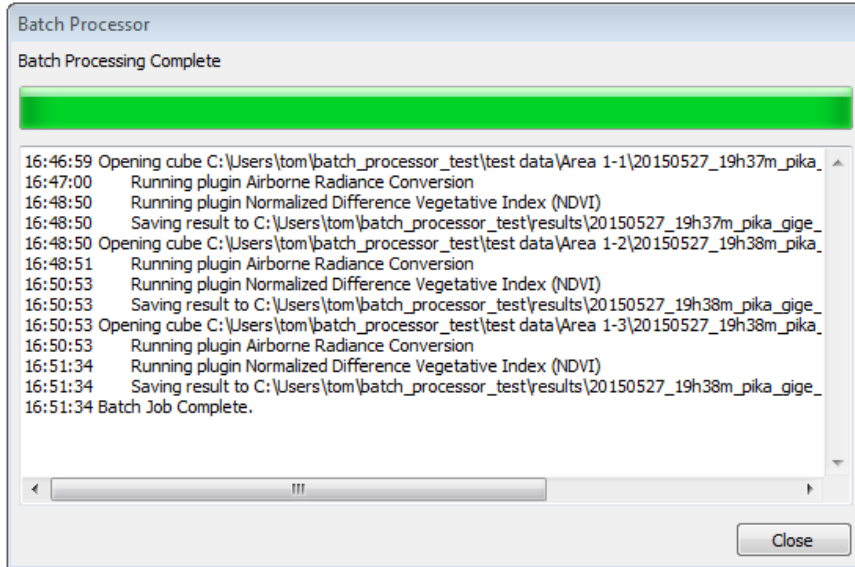 Batch Processor
Batch Processing Complete
16:46:59 Opening cube C:\Users\tom\batch_processor_test\test data\Area 1-1\20150527_19h37m_pika_
16:47:00 Running plugin Airborne Radiance Conversion
16:48:50 Running plugin Normalized Difference Vegetative Index (NDVI)
16:48:50 Saving result to C:\Users\tom\batch_processor_test\results\20150527_19h37m_pika_gige_
16:48:50 Opening cube C:\Users\tom\batch_processor_test\test data\Area 1-2\20150527_19h38m_pika_
16:48:51 Running plugin Airborne Radiance Conversion
16:50:53 Running plugin Normalized Difference Vegetative Index (NDVI)
16:50:53 Saving result to C:\Users\tom\batch_processor_test\results\20150527_19h38m_pika_gige_
16:50:53 Opening cube C:\Users\tom\batch_processor_test\test data\Area 1-3\20150527_19h38m_pika_
16:50:53 Running plugin Airborne Radiance Conversion
16:51:34 Running plugin Normalized Difference Vegetative Index (NDVI)
16:51:34 Saving result to C:\Users\tom\batch_processor_test\results\20150527_19h38m_pika_gige_
16:51:34 Batch Job Complete.
Close